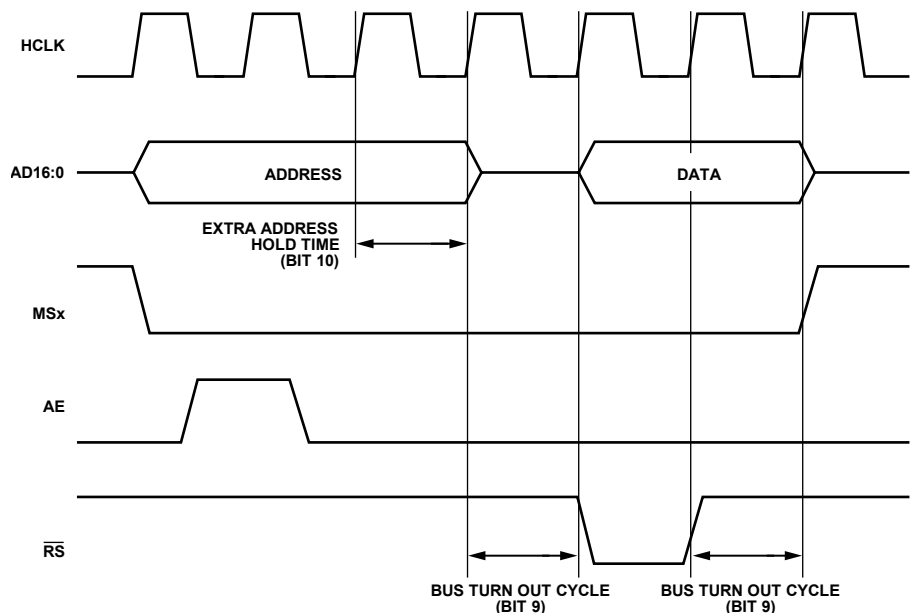 HCLK
AD16:0
ADDRESS
DATA
EXTRA ADDRESS
HOLD TIME
(BIT 10)
MSx
AE
RS
BUS TURN OUT CYCLE
(BIT 9)
BUS TURN OUT CYCLE
(BIT 9)